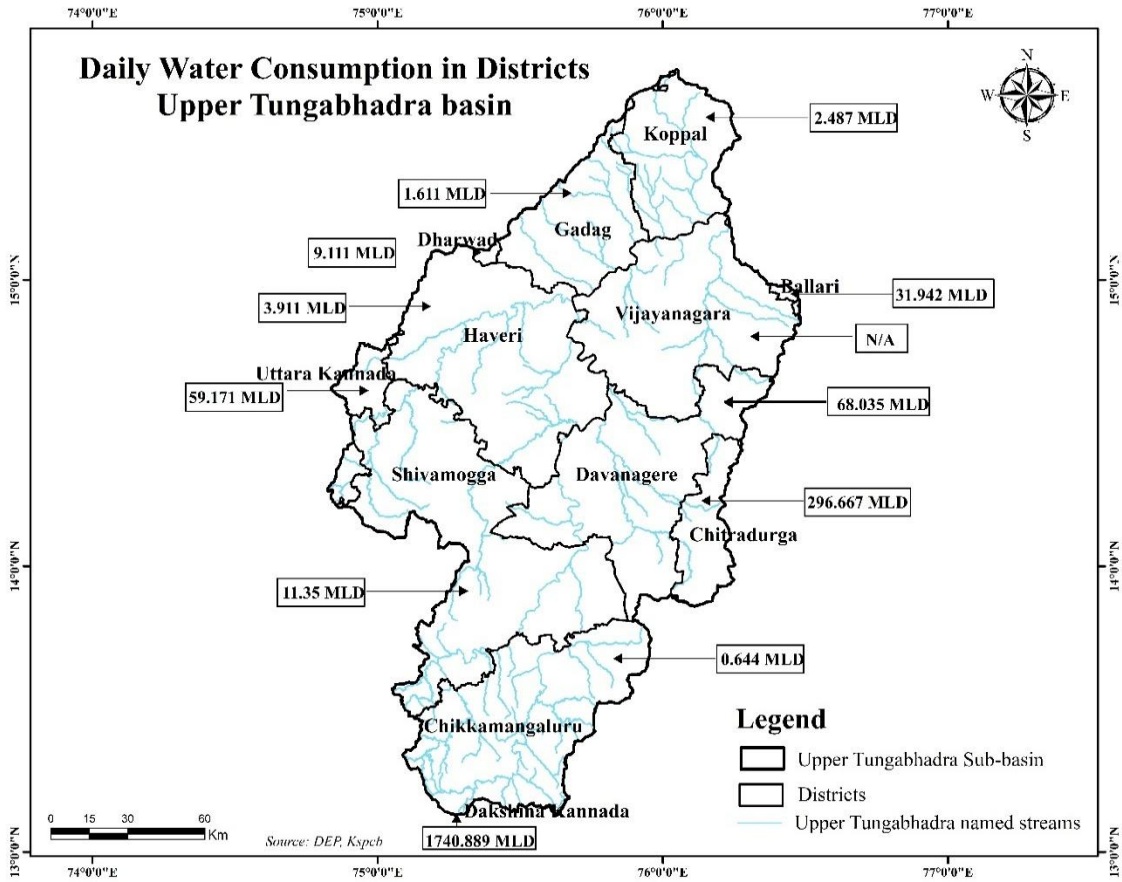 74°0'0"E
75°0'0"E
76°0'0"E
77°0'0"E
Daily Water Consumption in Districts
Upper Tungabhadra basin
N
W
E
S
Koppal
2.487 MLD
1.611 MLD
Gadag
Dharwad
9.111 MLD
15°0'0"N
15°0'0"N
Ballari
31.942 MLD
3.911 MLD
Vijayanagara
Haveri
N/A
Uttara Kannada
59.171 MLD
68.035 MLD
Shivamogga
Davanagere
296.667 MLD
Chitradurga
14°0'0"N
14°0'0"N
11.35 MLD
0.644 MLD
Chikkamangaluru
Legend
Upper Tungabhadra Sub-basin
Districts
Upper Tungabhadra named streams
Dakshina Kannada
0 15 30 60
Km
Source: DEP, Kspcb
1740.889 MLD
13°0'0"N
13°0'0"N
74°0'0"E
75°0'0"E
76°0'0"E
77°0'0"E